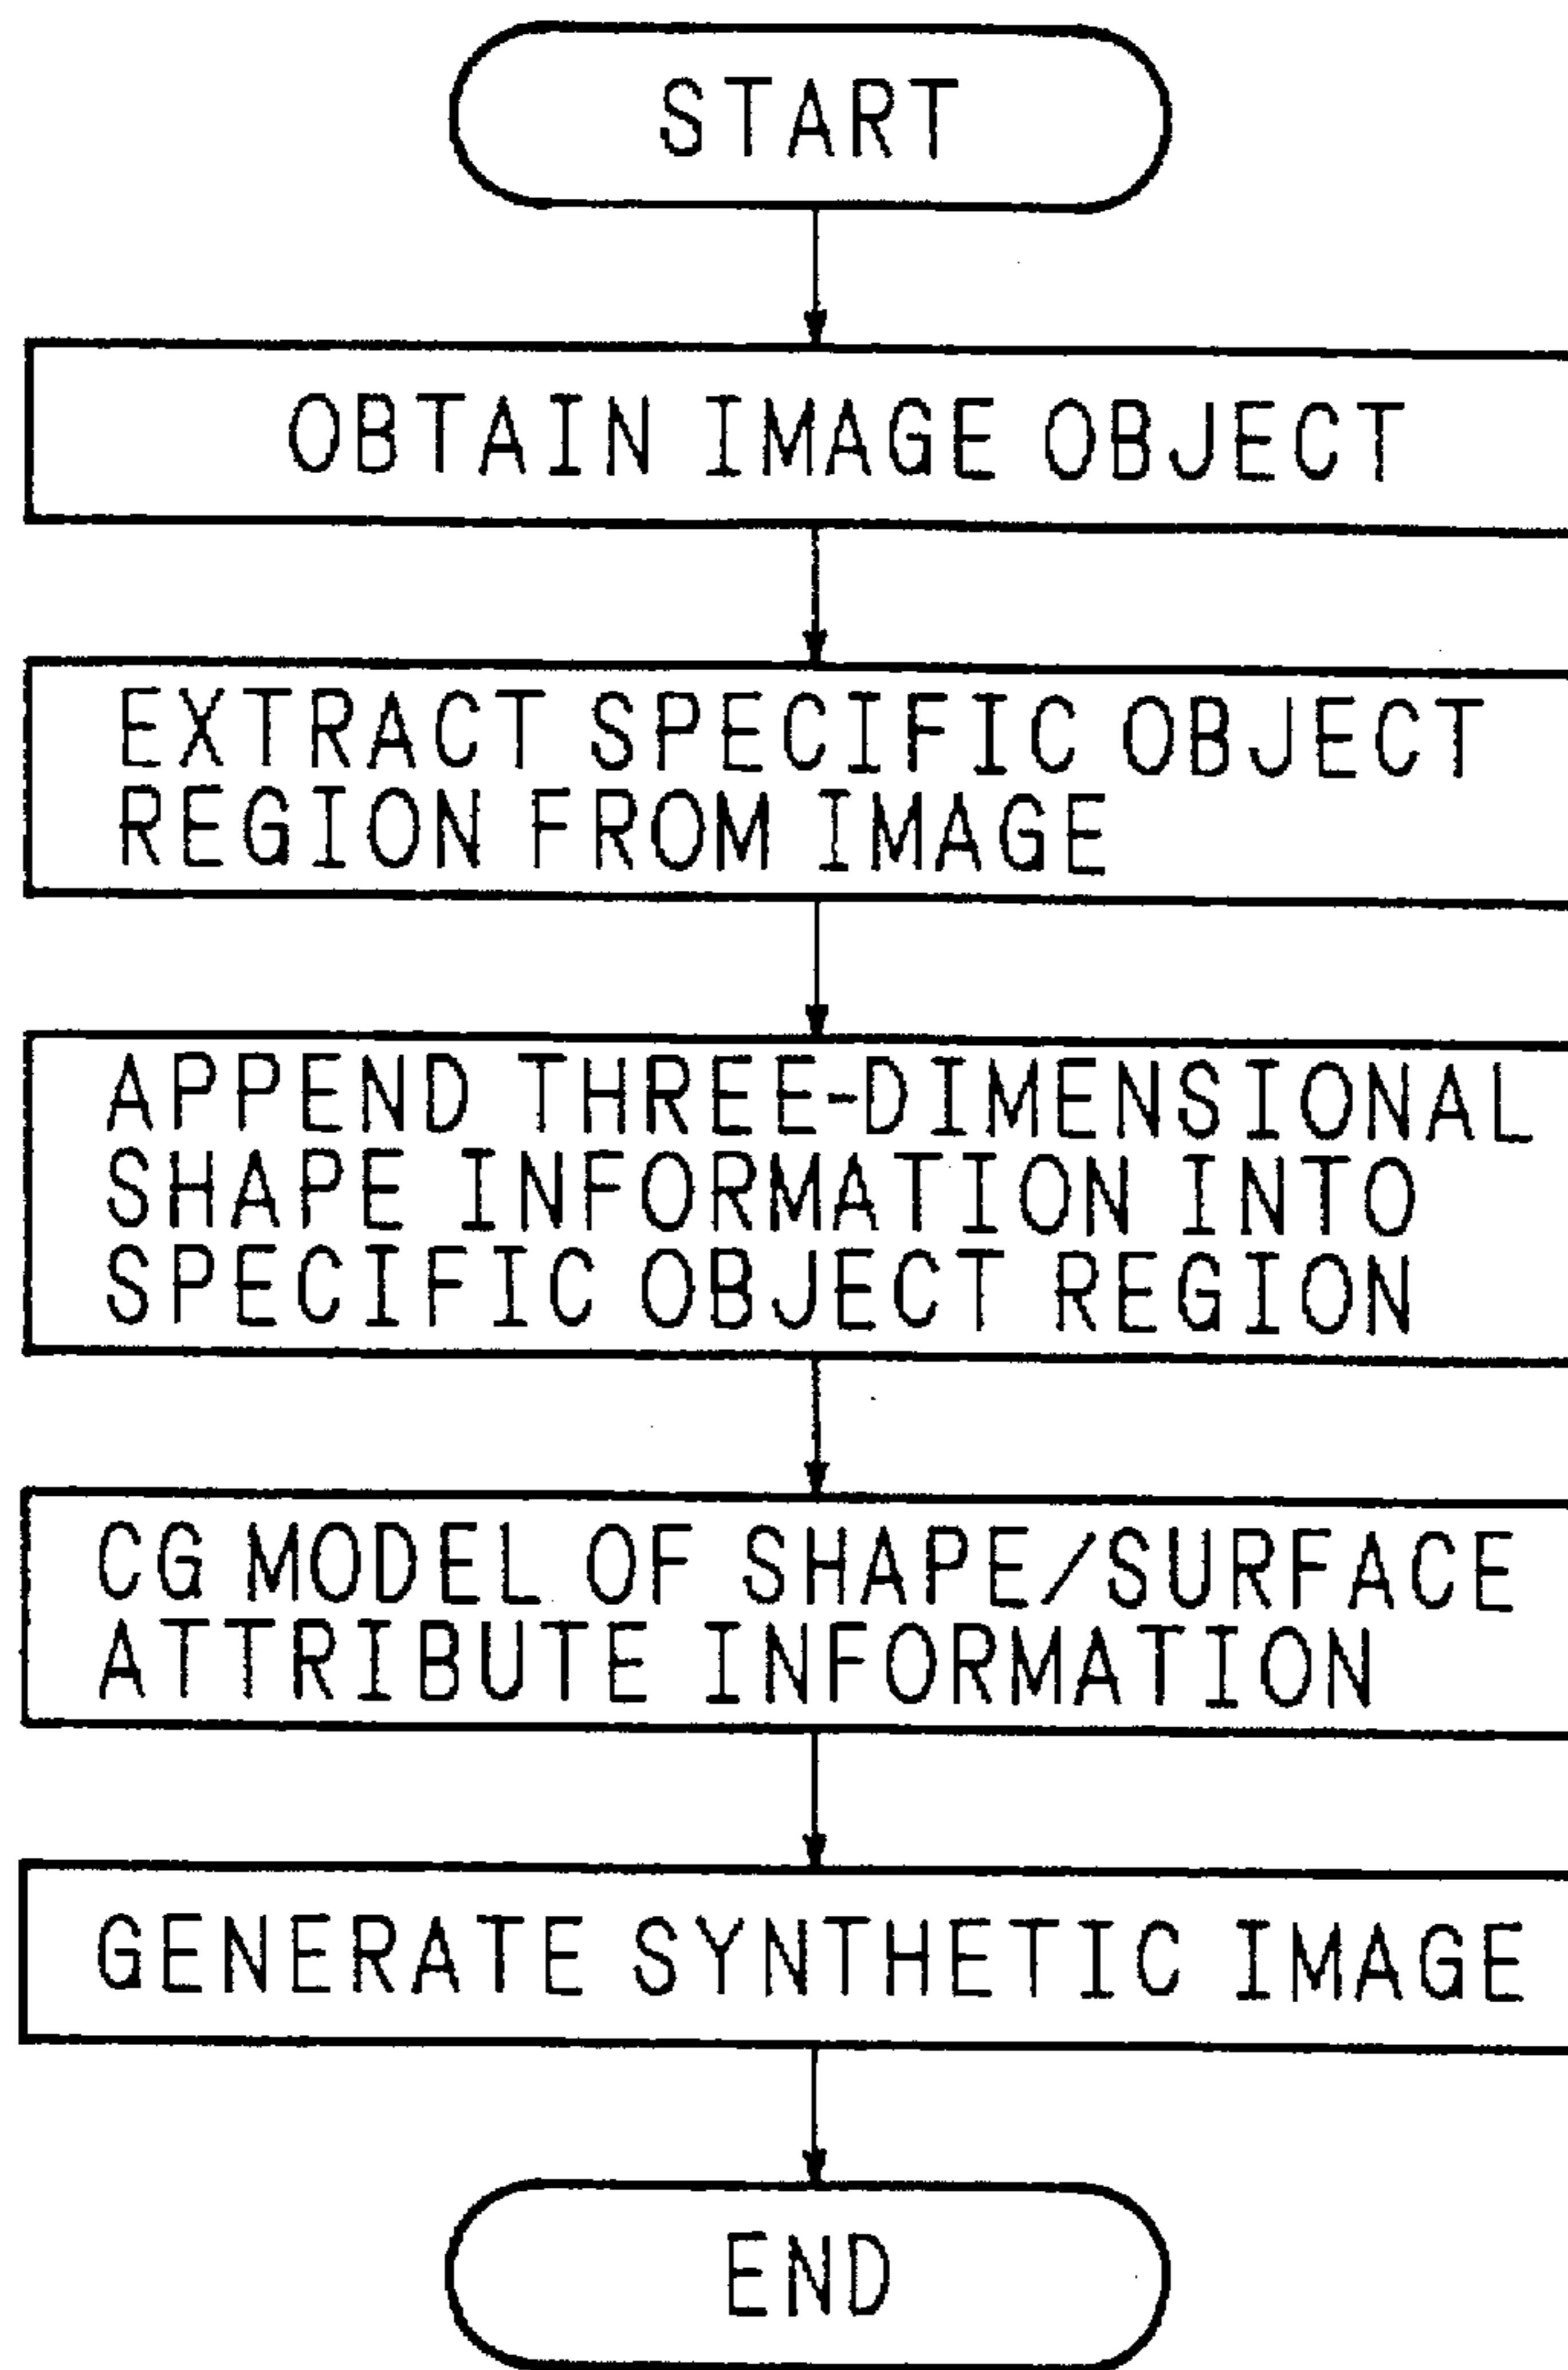 START
OBTAIN IMAGE OBJECT
EXTRACT SPECIFIC OBJECT
REGION FROM IMAGE
APPEND THREE-DIMENSIONAL
SHAPE INFORMATION INTO
SPECIFIC OBJECT REGION
CG MODEL OF SHAPE/SURFACE
ATTRIBUTE INFORMATION
GENERATE SYNTHETIC IMAGE
END